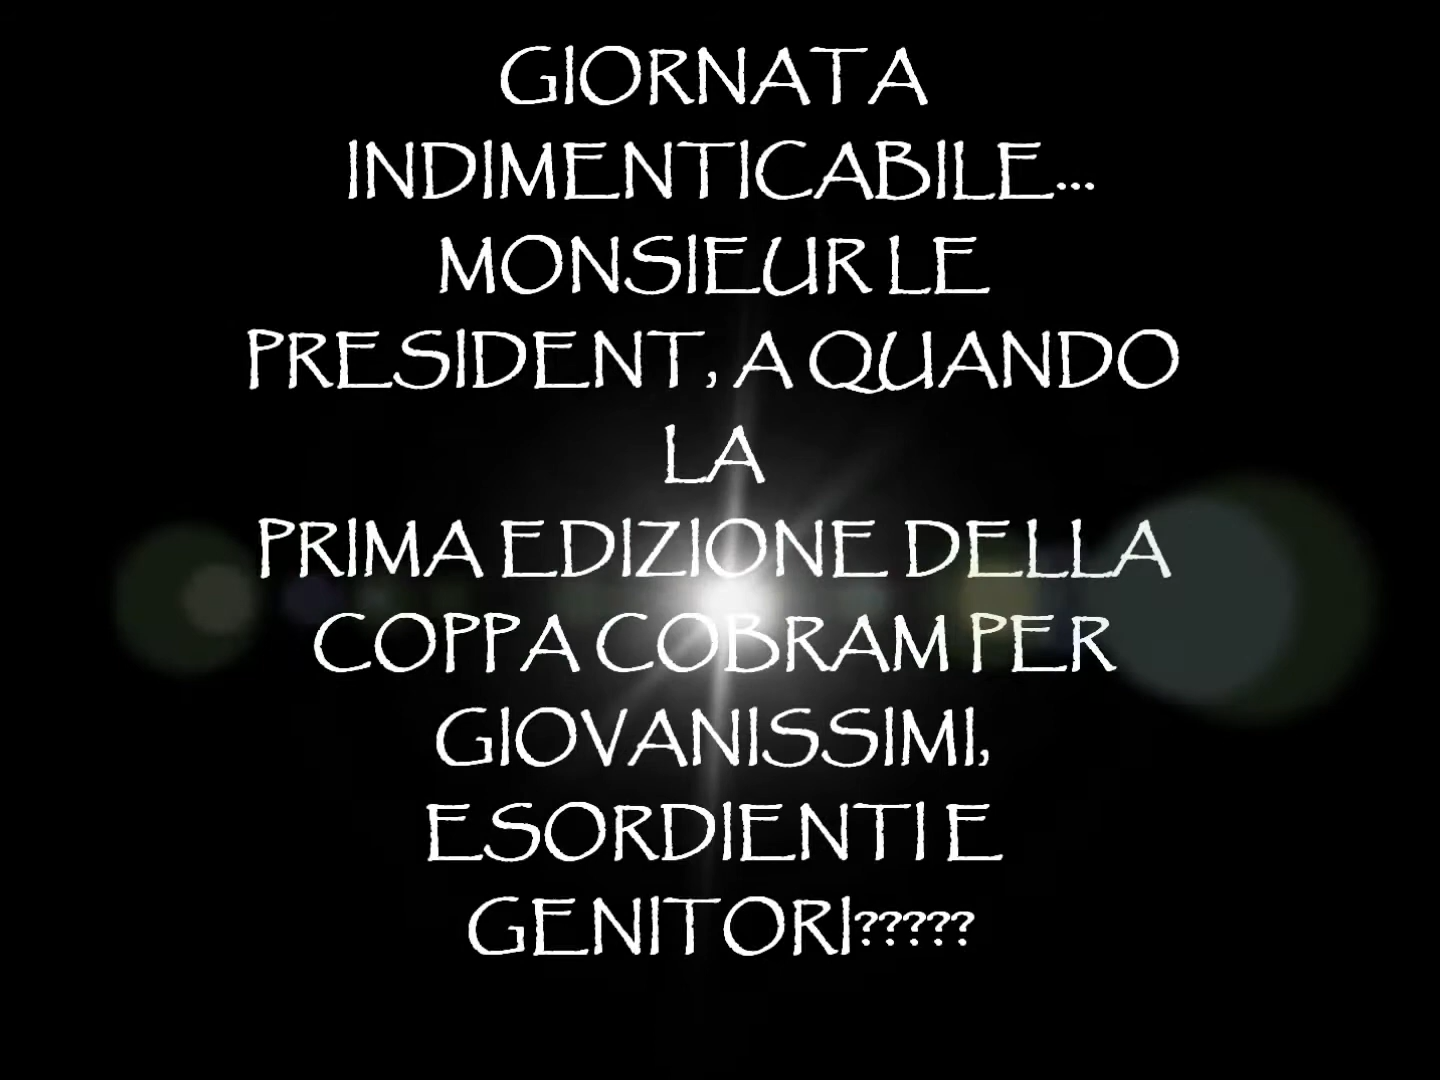 GIORNATA
INDIMENTICABILE...
MONSIEUR LE
PRESIDENT, A QUANDO
LA
PRIMA EDIZIONE DELLA
COPPA COBRAM PER
GIOVANISSIMI,
ESORDIENTI E
GENITORI?????